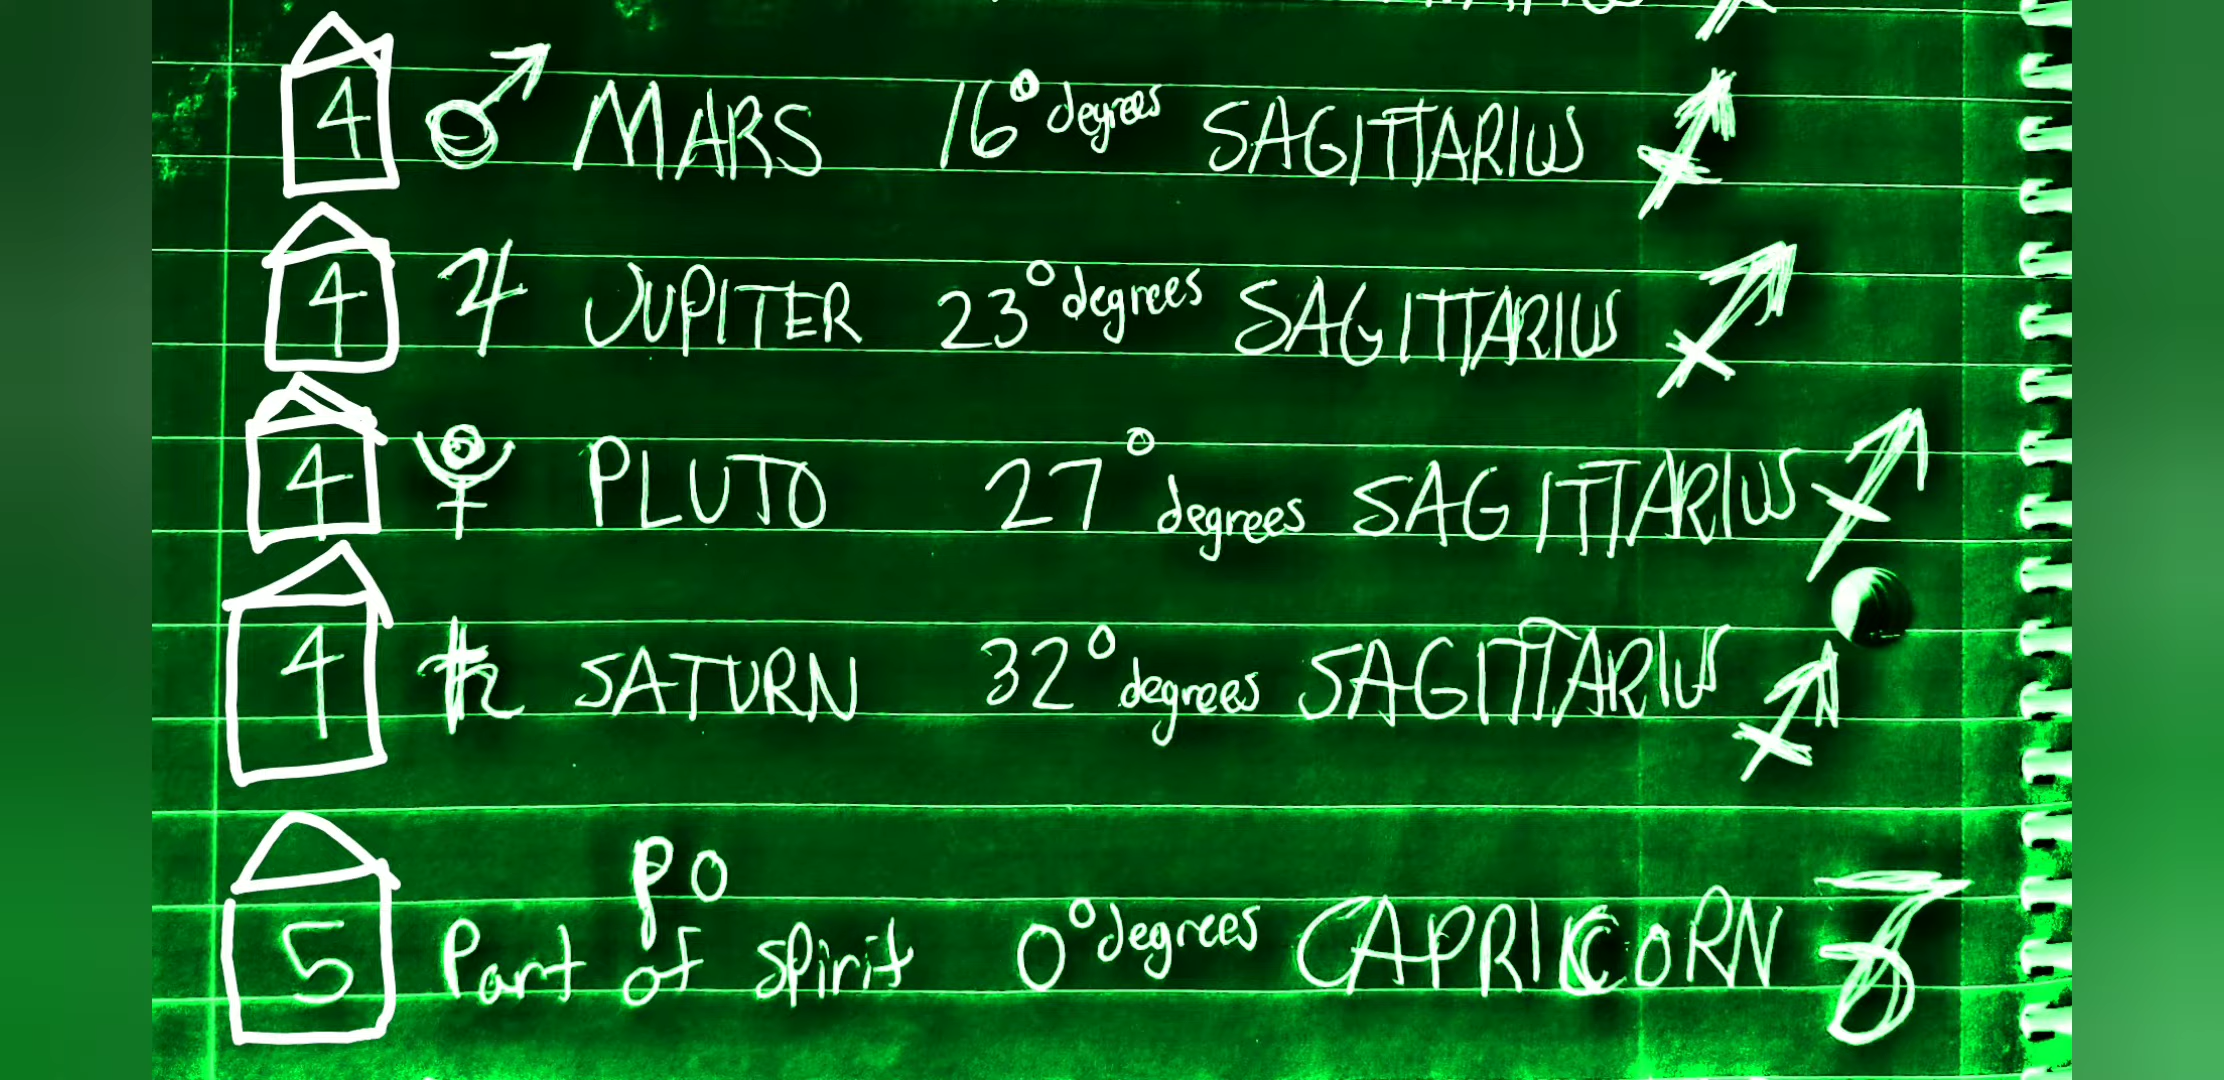 4 ♂ MARS 16° degrees SAGITTARIUS ♐
4 ♃ JUPITER 23° degrees SAGITTARIUS ♐
4 PLUTO 27° degrees SAGITTARIUS ♐
4 ♄ SATURN 32° degrees SAGITTARIUS ♐
PO
5 Part of spirit 0° degrees CAPRICORN